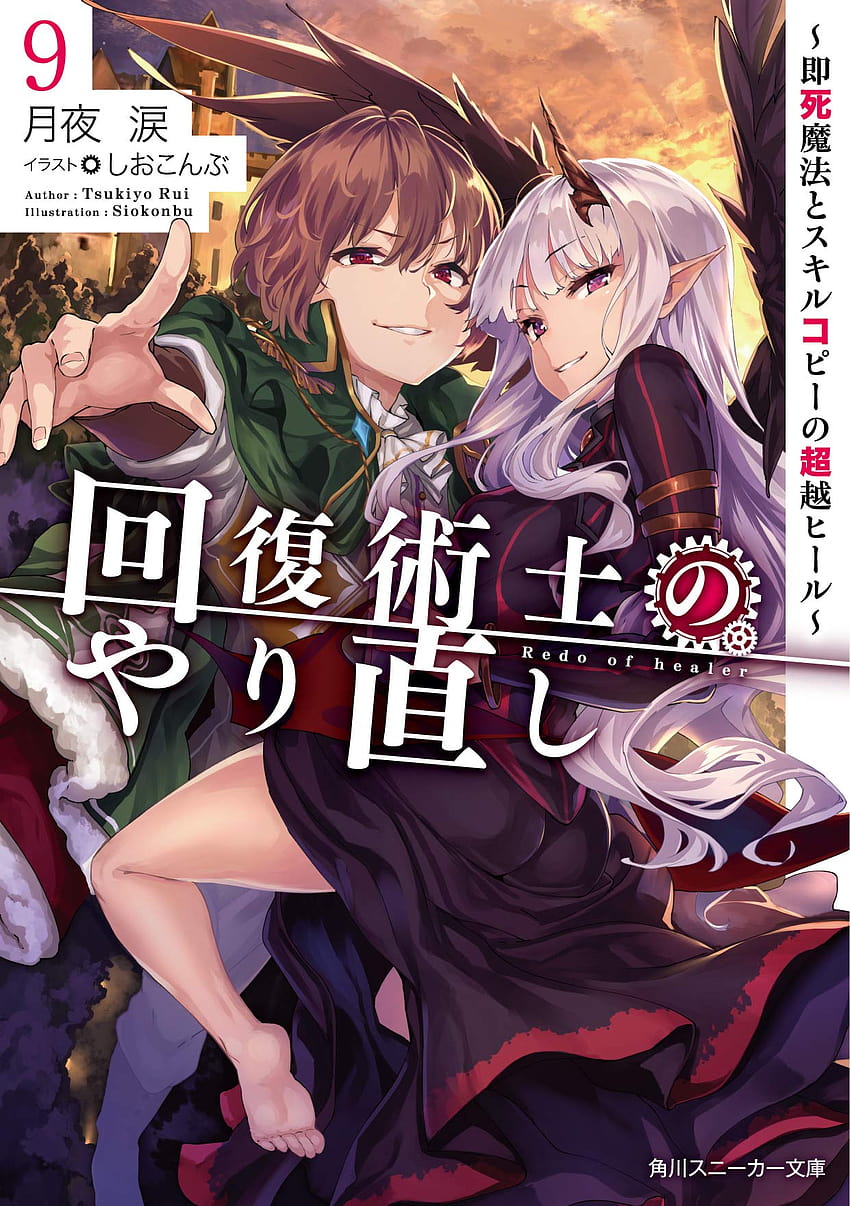 9
月夜 涙
イラスト しおこんぶ
Author : Tsukiyo Rui
Illustration : Siokonbu
～即死魔法とスキルコピーの超越ヒール～
回復術士の
やり直し
Redo of healer
角川スニーカー文庫